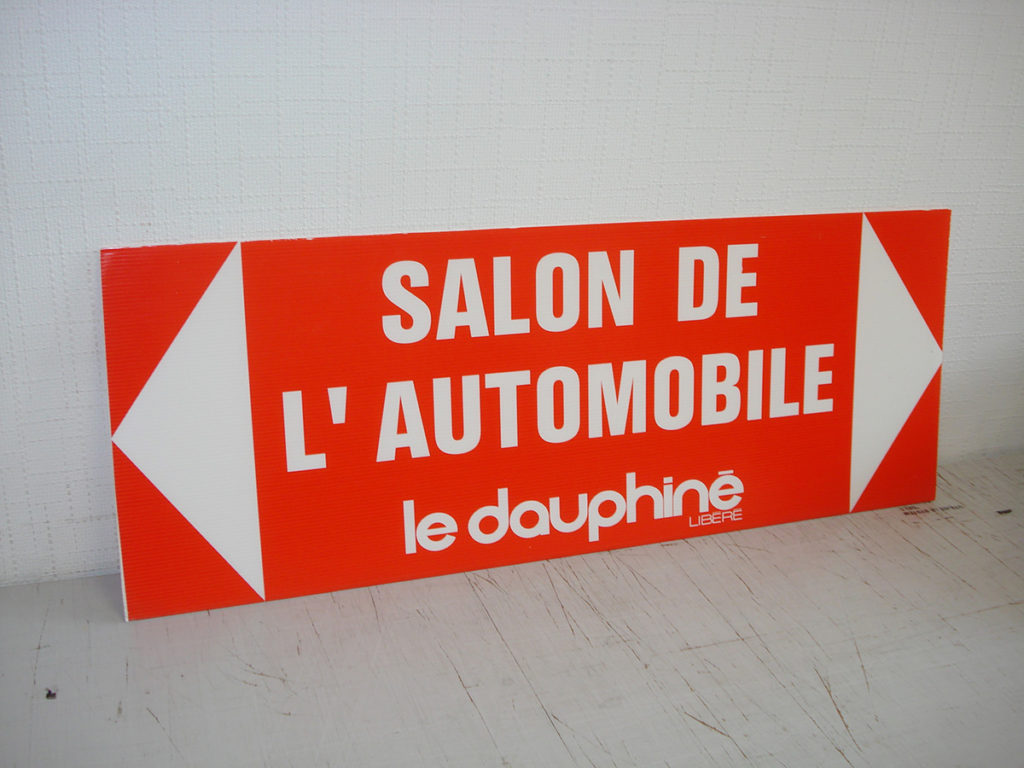 SALON DE
L' AUTOMOBILE
le dauphiné
LIBÉRÉ